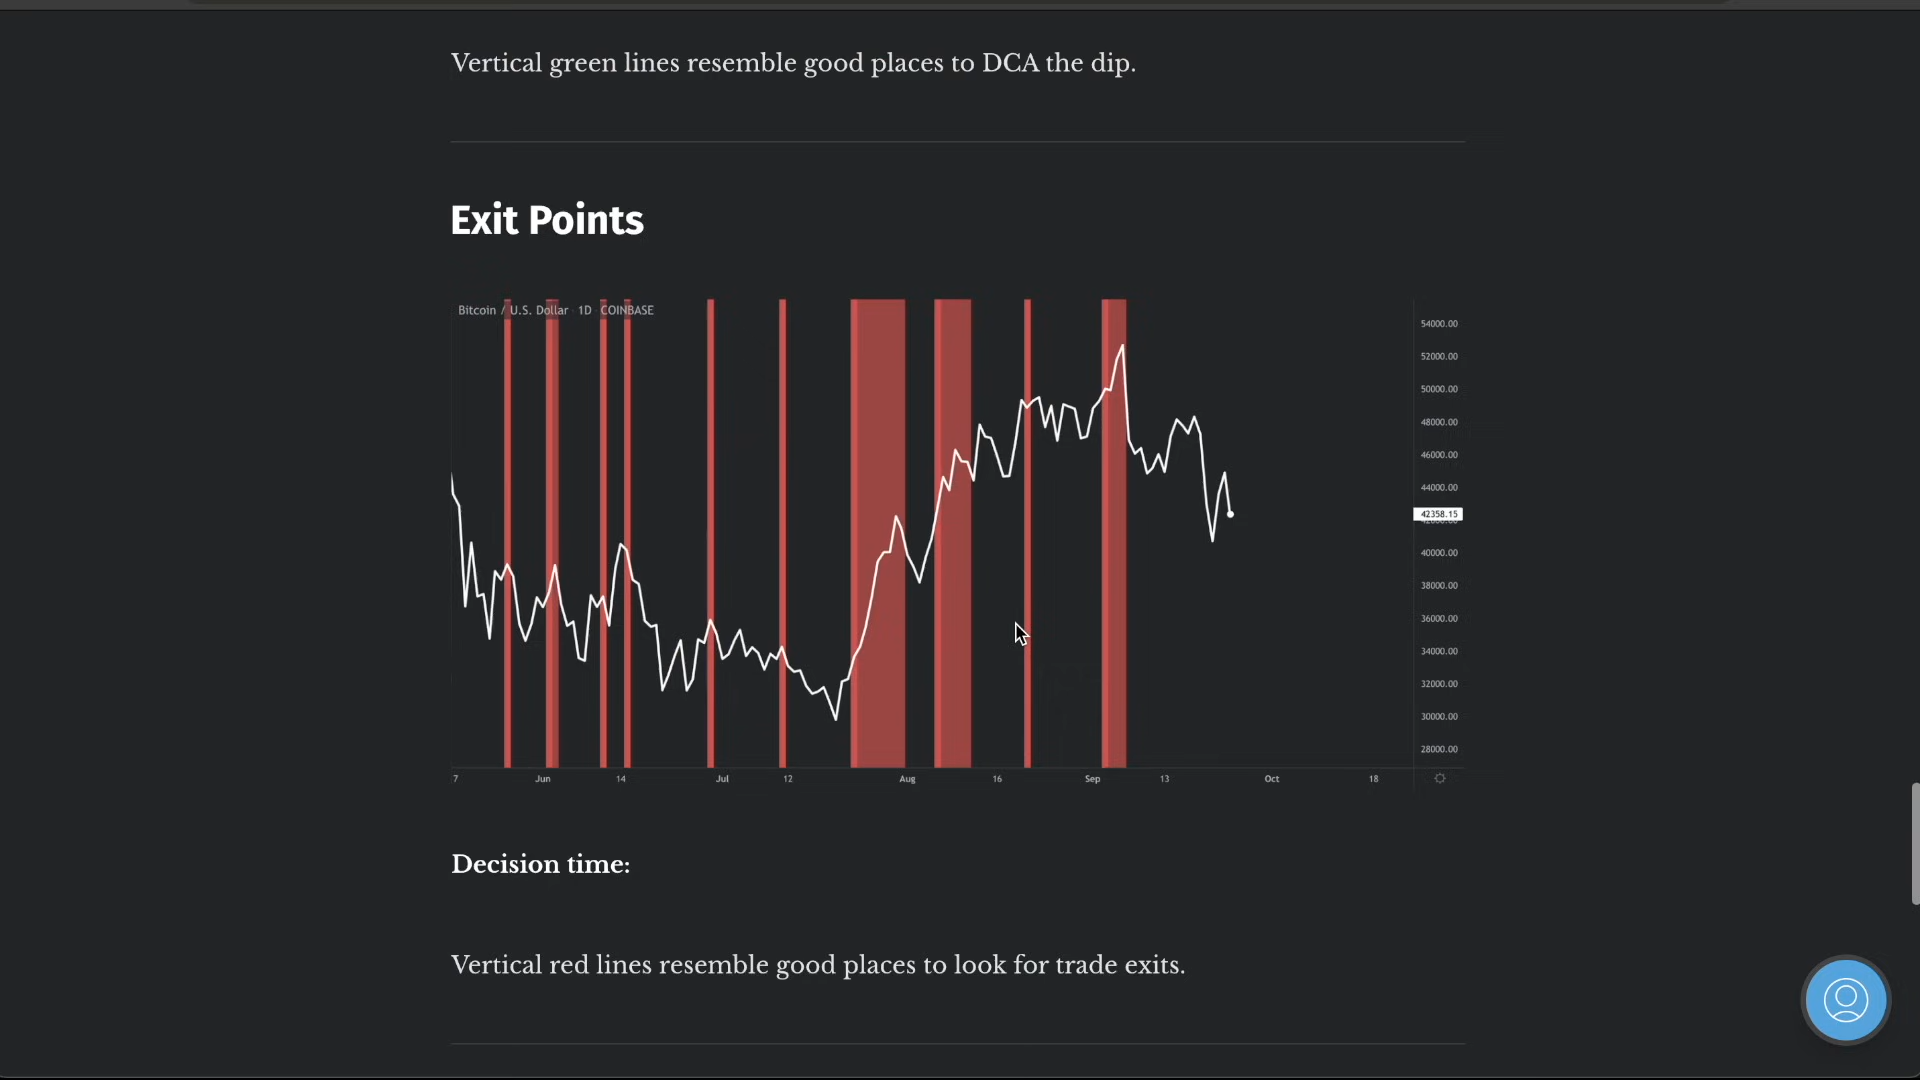 Vertical green lines resemble good places to DCA the dip.
Exit Points
Bitcoin / U.S. Dollar 1D COINBASE
54000.00
52000.00
50000.00
48000.00
46000.00
44000.00
42358.15
40000.00
38000.00
36000.00
34000.00
32000.00
30000.00
28000.00
7 Jun 14 Jul 12 Aug 16 Sep 13 Oct 18
Decision time:
Vertical red lines resemble good places to look for trade exits.